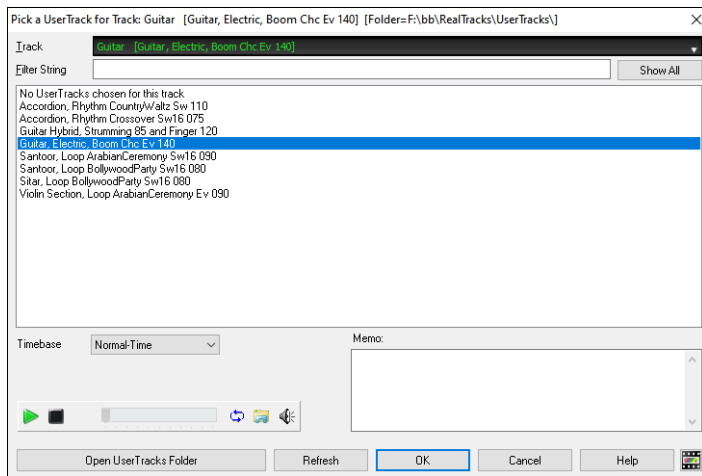 Pick a UserTrack for Track: Guitar [Guitar, Electric, Boom Chc Ev 140] [Folder=F:\bb\RealTracks\UserTracks\]
Track
Guitar [Guitar, Electric, Boom Chc Ev 140]
Filter String
Show All
No UserTracks chosen for this track
Accordion, Rhythm CountryWaltz Sw 110
Accordion, Rhythm Crossover Sw16 075
Guitar Hybrid, Strumming 85 and Finger 120
Guitar, Electric, Boom Chc Ev 140
Santoor, Loop ArabianCeremony Sw16 090
Santoor, Loop BollywoodParty Sw16 080
Sitar, Loop BollywoodParty Sw16 080
Violin Section, Loop ArabianCeremony Ev 090
Timebase
Normal-Time
Memo:
Open UserTracks Folder
Refresh
OK
Cancel
Help